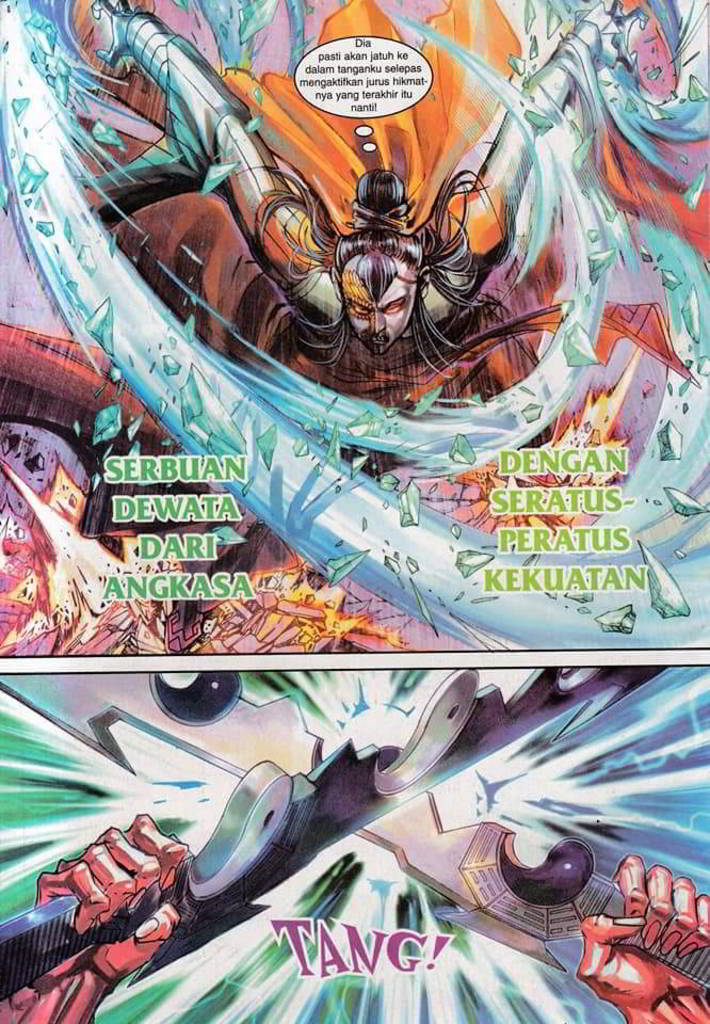 Dia
pasti akan jatuh ke
dalam tanganku selepas
mengaktifkan jurus hikmat-
nya yang terakhir itu
nanti!
SERBUAN
DEWATA
DARI
ANGKASA
DENGAN
SERATUS-
PERATUS
KEKUATAN
TANG!